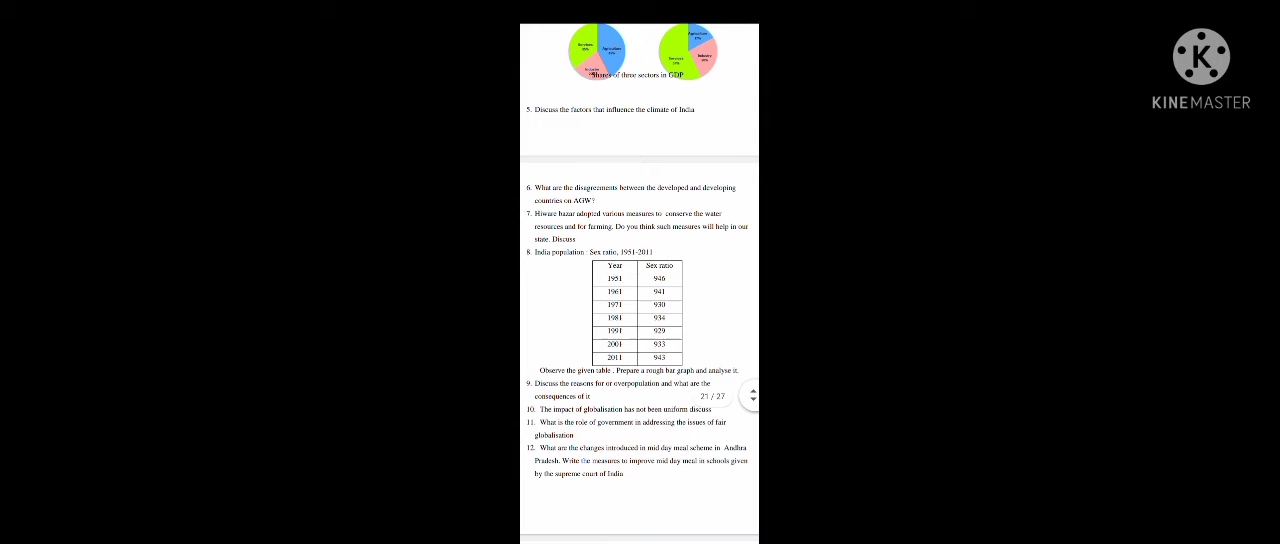 Services
Agriculture
Industry
Agriculture
Services
Industry
Shares of three sectors in GDP
KINEMASTER
5. Discuss the factors that influence the climate of India
6. What are the disagreements between the developed and developing
countries on AGW?
7. Hiware bazar adopted various measures to conserve the water
resources and for farming. Do you think such measures will help in our
state. Discuss
8. India population : Sex ratio, 1951-2011
Year Sex ratio
1951 946
1961 941
1971 930
1981 934
1991 929
2001 933
2011 943
Observe the given table . Prepare a rough bar graph and analyse it.
9. Discuss the reasons for or overpopulation and what are the
consequences of it
21 / 27
10. The impact of globalisation has not been uniform discuss
11. What is the role of government in addressing the issues of fair
globalisation
12. What are the changes introduced in mid day meal scheme in Andhra
Pradesh. Write the measures to improve mid day meal in schools given
by the supreme court of India